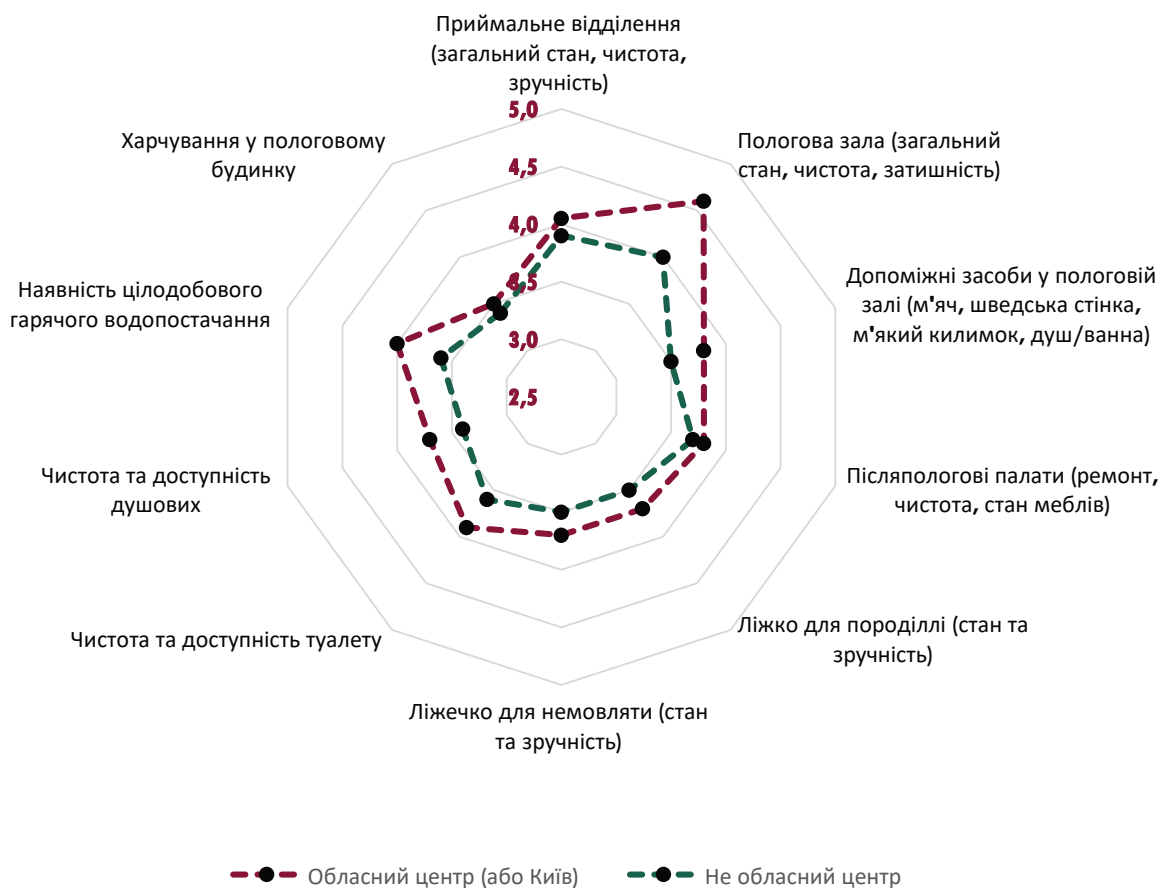 Приймальне відділення
(загальний стан, чистота,
зручність)
5,0
Пологова зала (загальний
стан, чистота, затишність)
Харчування у пологовому
будинку
4,5
4,0
Допоміжні засоби у пологовій
залі (м'яч, шведська стінка,
м'який килимок, душ/ванна)
Наявність цілодобового
гарячого водопостачання
3,5
3,0
2,5
Післяпологові палати (ремонт,
чистота, стан меблів)
Чистота та доступність
душових
Ліжко для породіллі (стан та
зручність)
Чистота та доступність туалету
Ліжечко для немовляти (стан
та зручність)
Обласний центр (або Київ)
Не обласний центр